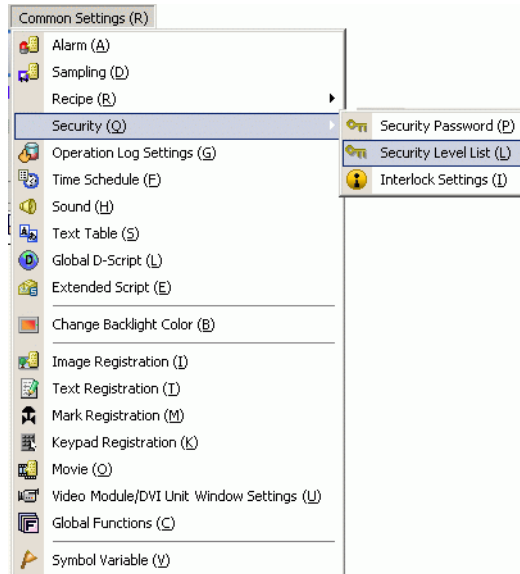 Common Settings (R)
Alarm (A)
Sampling (D)
Recipe (R)
Security (Q)
Security Password (P)
Security Level List (L)
Interlock Settings (I)
Operation Log Settings (G)
Time Schedule (F)
Sound (H)
Text Table (S)
Global D-Script (L)
Extended Script (E)
Change Backlight Color (B)
Image Registration (I)
Text Registration (T)
Mark Registration (M)
Keypad Registration (K)
Movie (O)
Video Module/DVI Unit Window Settings (U)
Global Functions (C)
Symbol Variable (V)